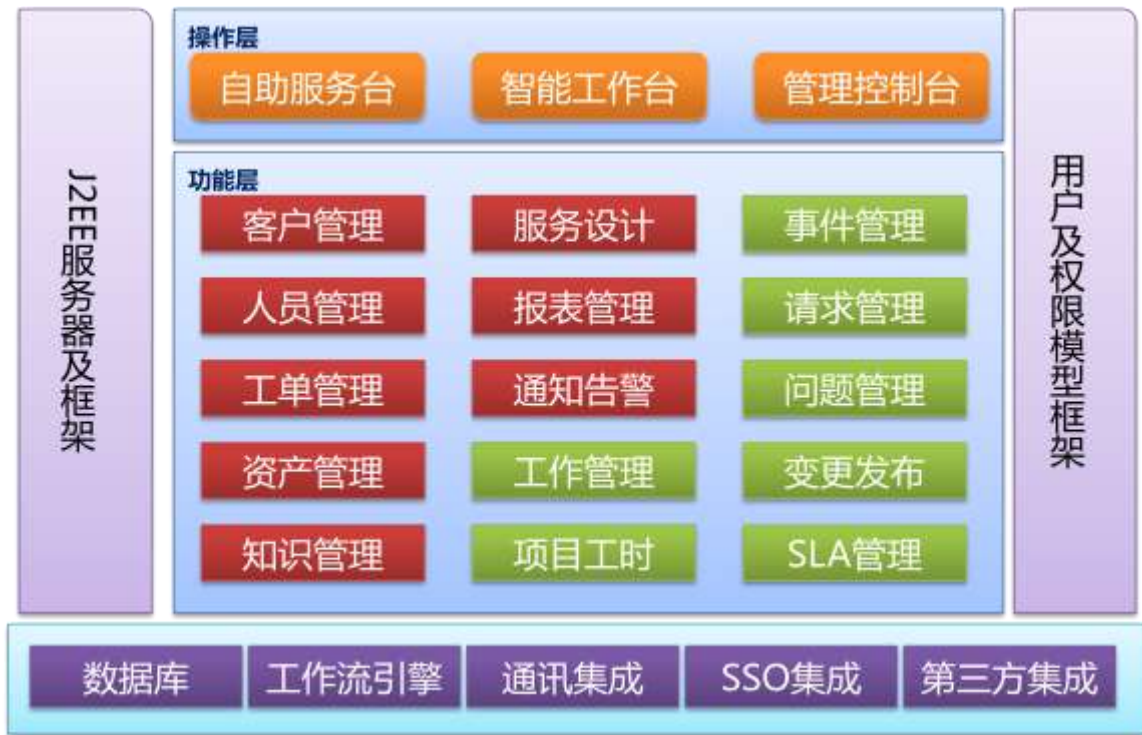 操作层
自助服务台
智能工作台
管理控制台
J2EE服务器及框架
功能层
客户管理
服务设计
事件管理
人员管理
报表管理
请求管理
工单管理
通知告警
问题管理
资产管理
工作管理
变更发布
知识管理
项目工时
SLA管理
用户及权限模型框架
数据库
工作流引擎
通讯集成
SSO集成
第三方集成